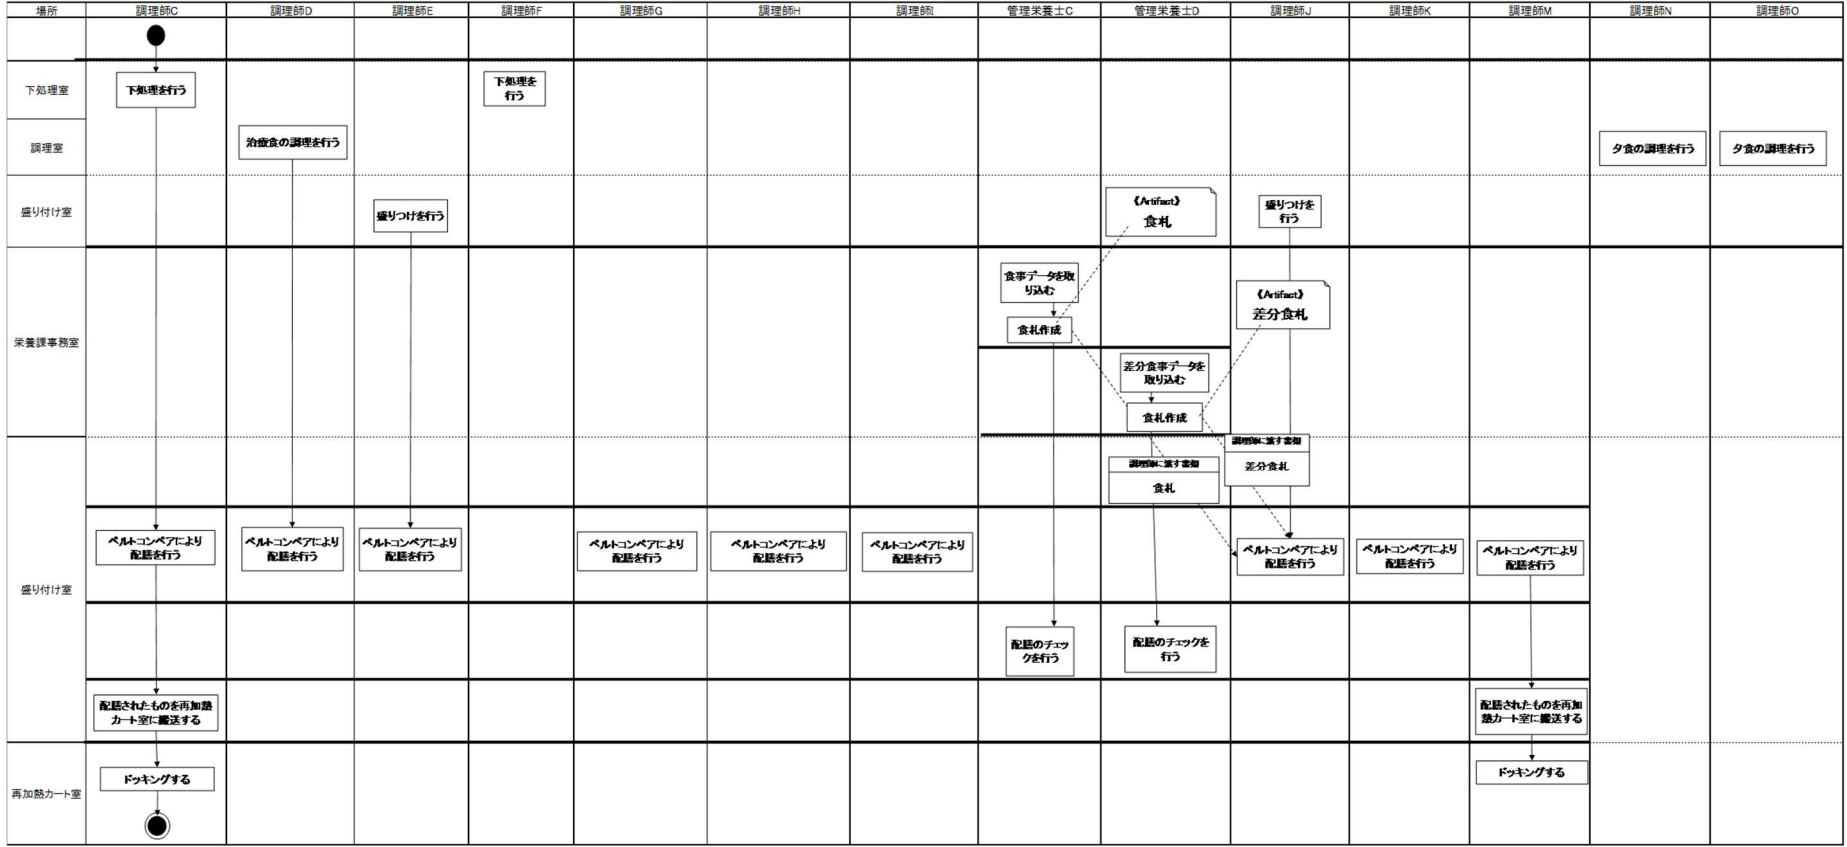 場所
調理師C
調理師D
調理師E
調理師F
調理師G
調理師H
調理師I
管理栄養士C
管理栄養士D
調理師J
調理師K
調理師M
調理師N
調理師O
下処理室
下処理を行う
下処理を
行う
調理室
治療食の調理を行う
夕食の調理を行う
夕食の調理を行う
盛り付け室
盛りつけを行う
《Artifact》
食札
盛りつけを
行う
栄養課事務室
食事データを取
り込む
食札作成
《Artifact》
差分食札
差分食事データを
取り込む
食札作成
調理師に渡す書類
差分食札
調理師に渡す書類
食札
盛り付け室
ベルトコンベアにより
配膳を行う
ベルトコンベアにより
配膳を行う
ベルトコンベアにより
配膳を行う
ベルトコンベアにより
配膳を行う
ベルトコンベアにより
配膳を行う
ベルトコンベアにより
配膳を行う
ベルトコンベアにより
配膳を行う
ベルトコンベアにより
配膳を行う
ベルトコンベアにより
配膳を行う
配膳のチェッ
クを行う
配膳のチェックを
行う
配膳されたものを再加熱
カート室に搬送する
配膳されたものを再加
熱カート室に搬送する
再加熱カート室
ドッキングする
ドッキングする